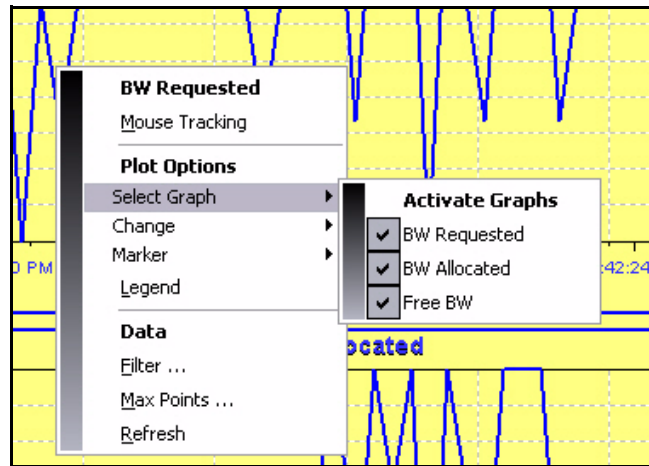 BW Requested
Mouse Tracking
Plot Options
Select Graph
Activate Graphs
Change
BW Requested
Marker
BW Allocated
Legend
Free BW
PM
:42:24
Data
ocated
Filter ...
Max Points ...
Refresh